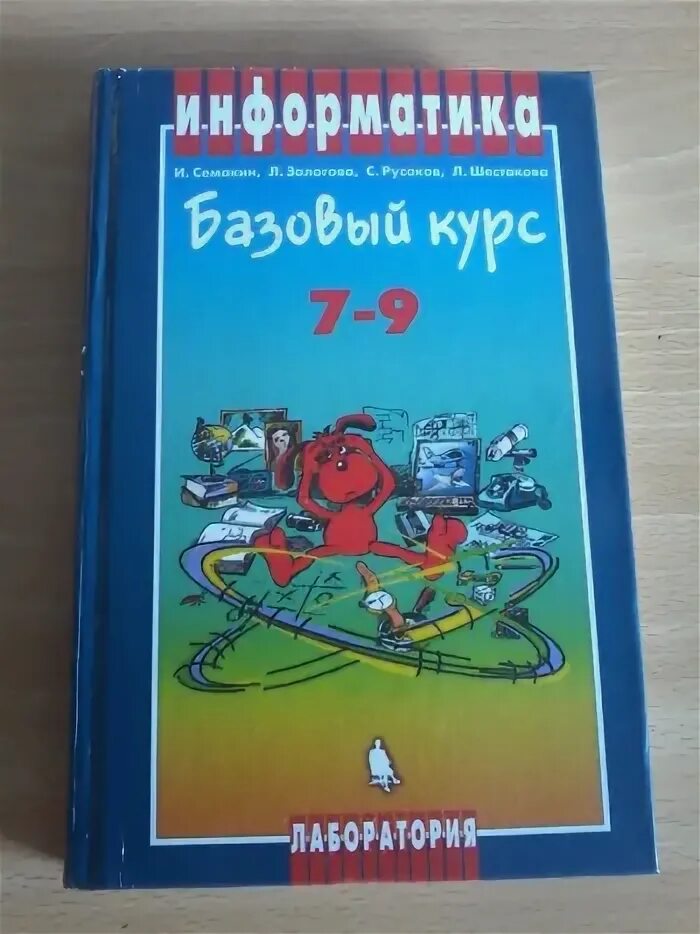 ИНФОРМАТИКА
И. Семакин, Л. Залогова, С. Русаков, Л. Шестакова
Базовый курс
7-9
ЛАБОРАТОРИЯ